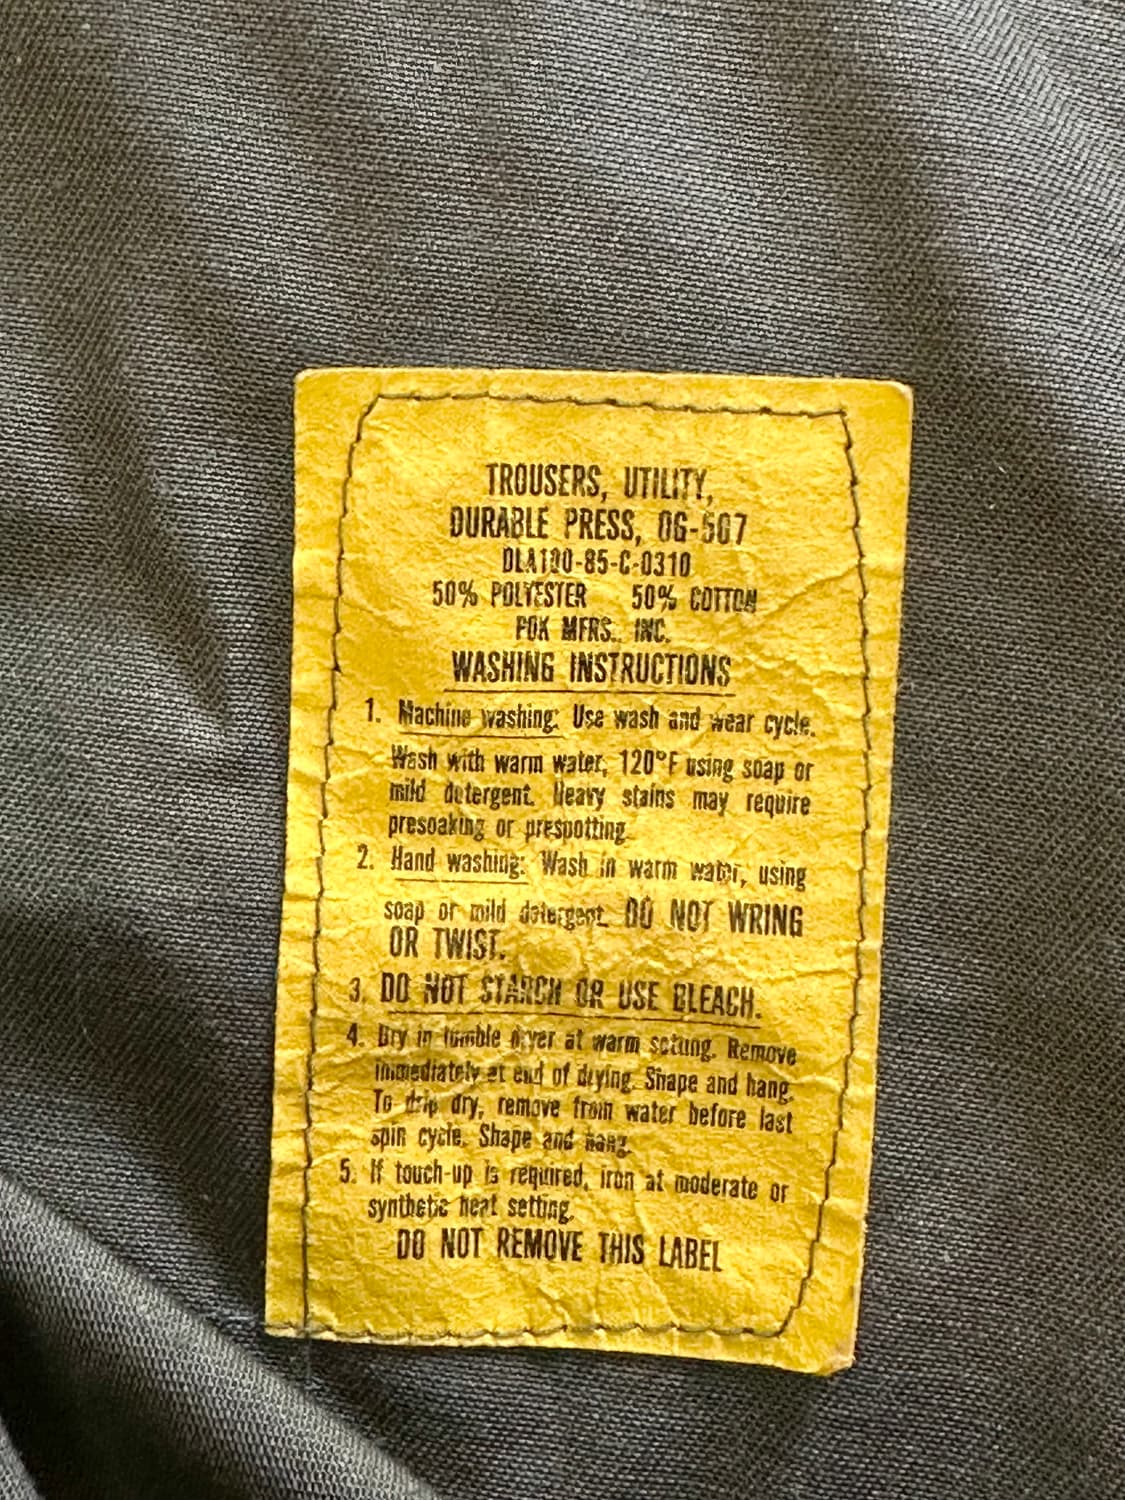 TROUSERS, UTILITY,
DURABLE PRESS, OG-507
DLA100-85-C-0310
50% POLYESTER 50% COTTON
MFRS., INC.
WASHING INSTRUCTIONS
1. Machine washing: Use wash and wear cycle.
Wash with warm water, 120°F using soap or
mild detergent. Heavy stains may require
presoaking or prespotting.
2. Hand washing: Wash in warm water, using
soap or mild detergent. DO NOT WRING
OR TWIST.
3. DO NOT STARCH OR USE BLEACH.
4. Dry in tumble dryer at warm setting. Remove
immediately at end of drying. Shape and hang.
To drip dry, remove from water before last
spin cycle. Shape and hang.
5. If touch-up is required, iron at moderate or
synthetic heat setting.
DO NOT REMOVE THIS LABEL